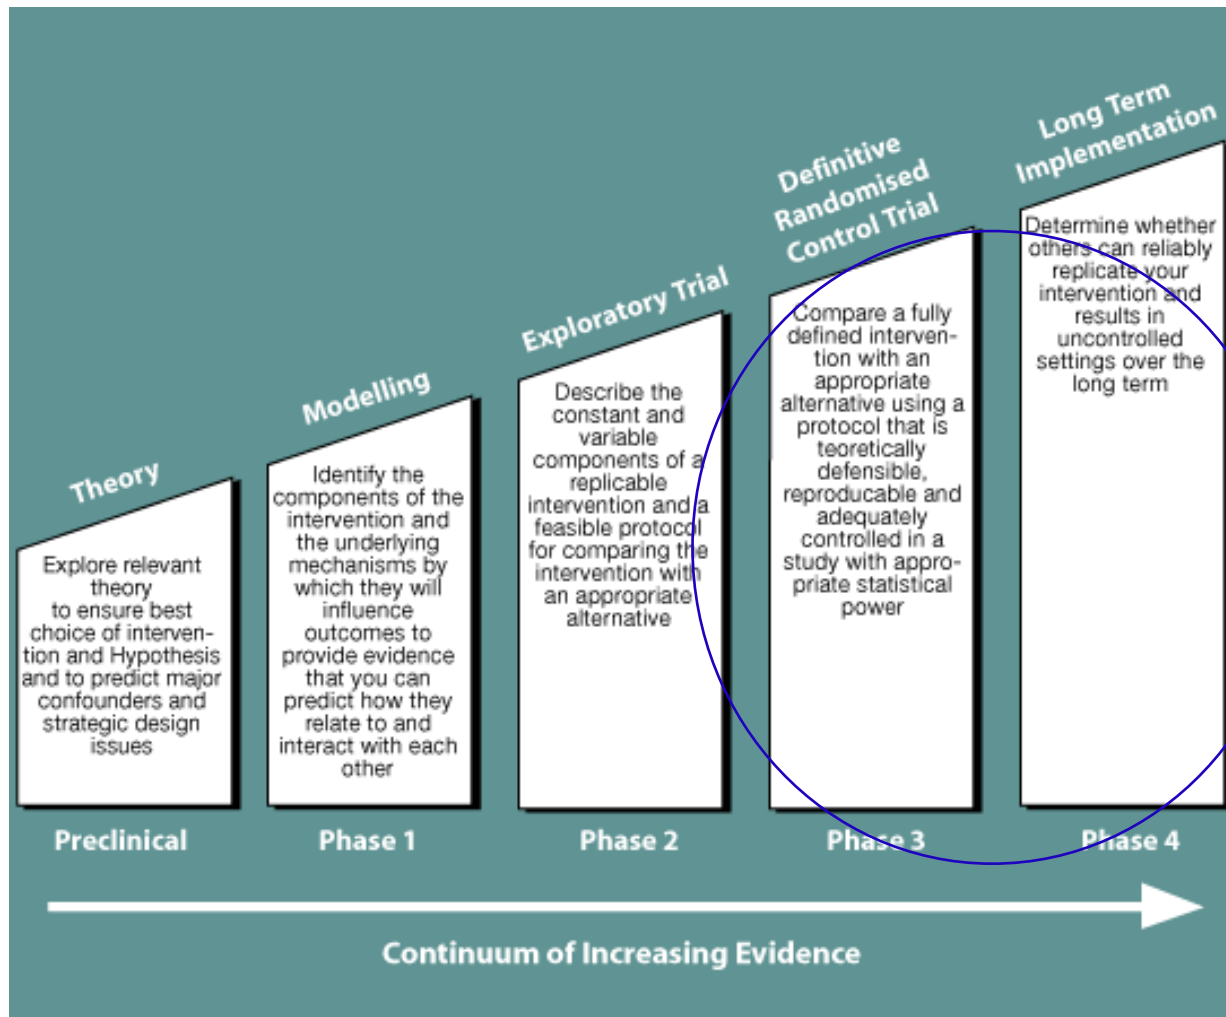 Theory
Explore relevant
theory
to ensure best
choice of interven-
tion and Hypothesis
and to predict major
confounders and
strategic design
issues
Preclinical
Modelling
Identify the
components of the
intervention and
the underlying
mechanisms by
which they will
influence
outcomes to
provide evidence
that you can
predict how they
relate to and
interact with each
other
Phase 1
Exploratory Trial
Describe the
constant and
variable
components of a
replicable
intervention and a
feasible protocol
for comparing the
intervention with
an appropriate
alternative
Phase 2
Definitive
Randomised
Control Trial
Compare a fully
defined interven-
tion with an
appropriate
alternative using a
protocol that is
teoretically
defensible,
reproducable and
adequately
controlled in a
study with appro-
priate statistical
power
Phase 3
Long Term
Implementation
Determine whether
others can reliably
replicate your
intervention and
results in
uncontrolled
settings over the
long term
Phase 4
Continuum of Increasing Evidence